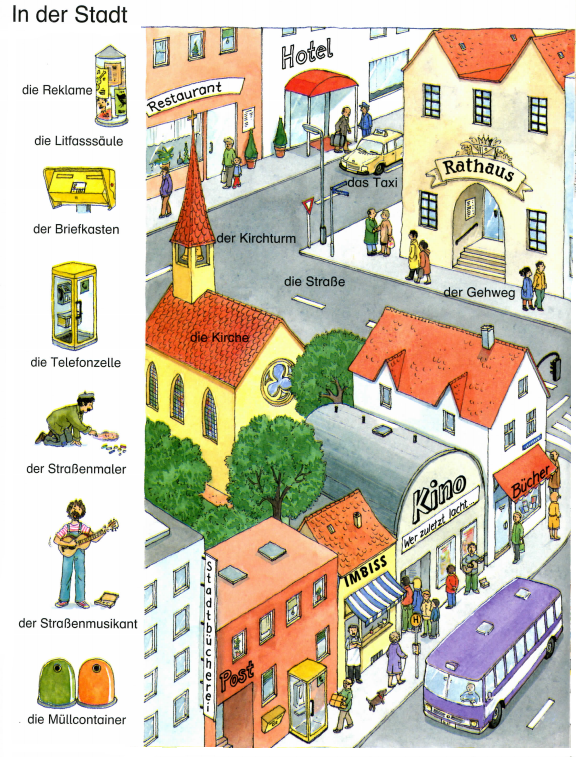 In der Stadt
die Reklame
die Litfasssäule
der Briefkasten
die Telefonzelle
der Straßenmaler
der Straßenmusikant
die Müllcontainer
Hotel
Restaurant
das Taxi
Rathaus
der Kirchturm
die Straße
der Gehweg
die Kirche
Kino
Wer zuletzt lacht...
Bücher
IMBISS
H
Stadtbücherei
Post